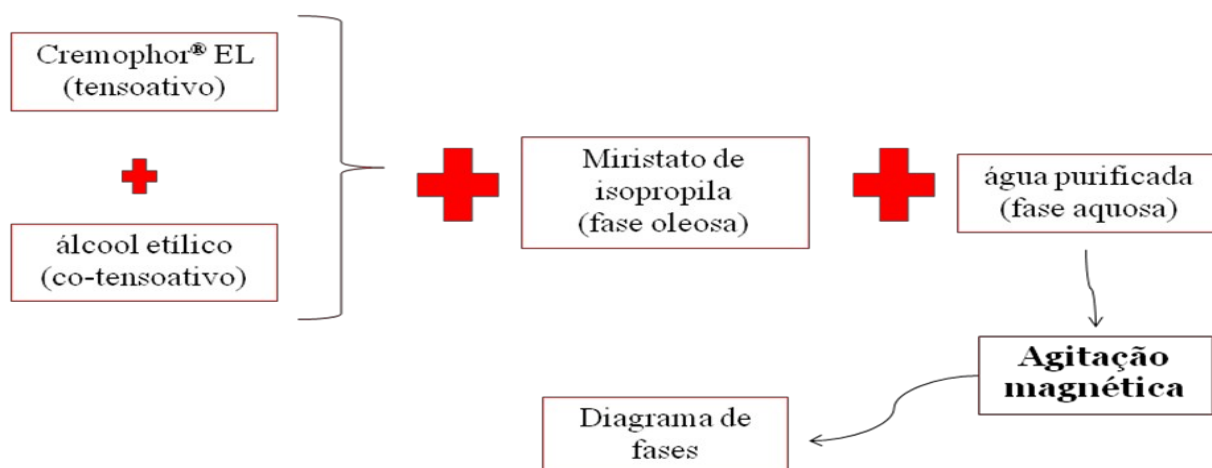 Cremophor® EL
(tensoativo)
álcool etílico
(co-tensoativo)
Miristato de
isopropila
(fase oleosa)
água purificada
(fase aquosa)
Agitação
magnética
Diagrama de
fases